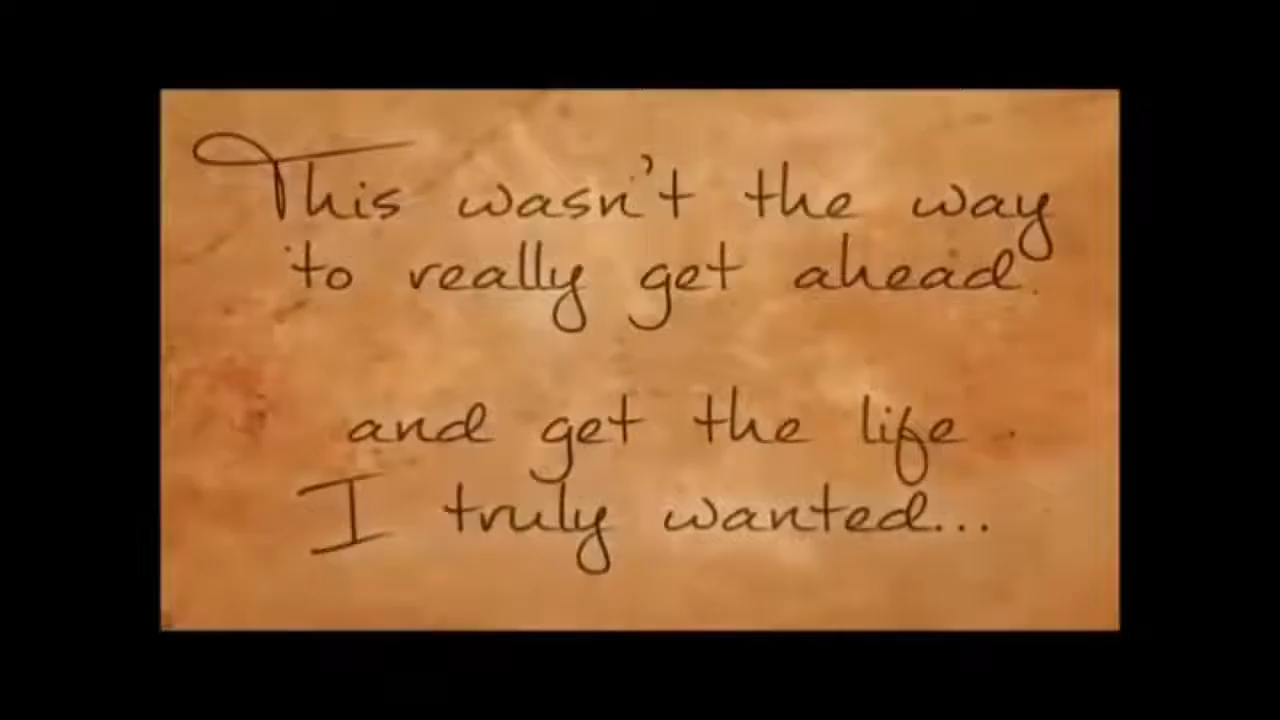 This wasn't the way
to really get ahead
and get the life
I truly wanted...